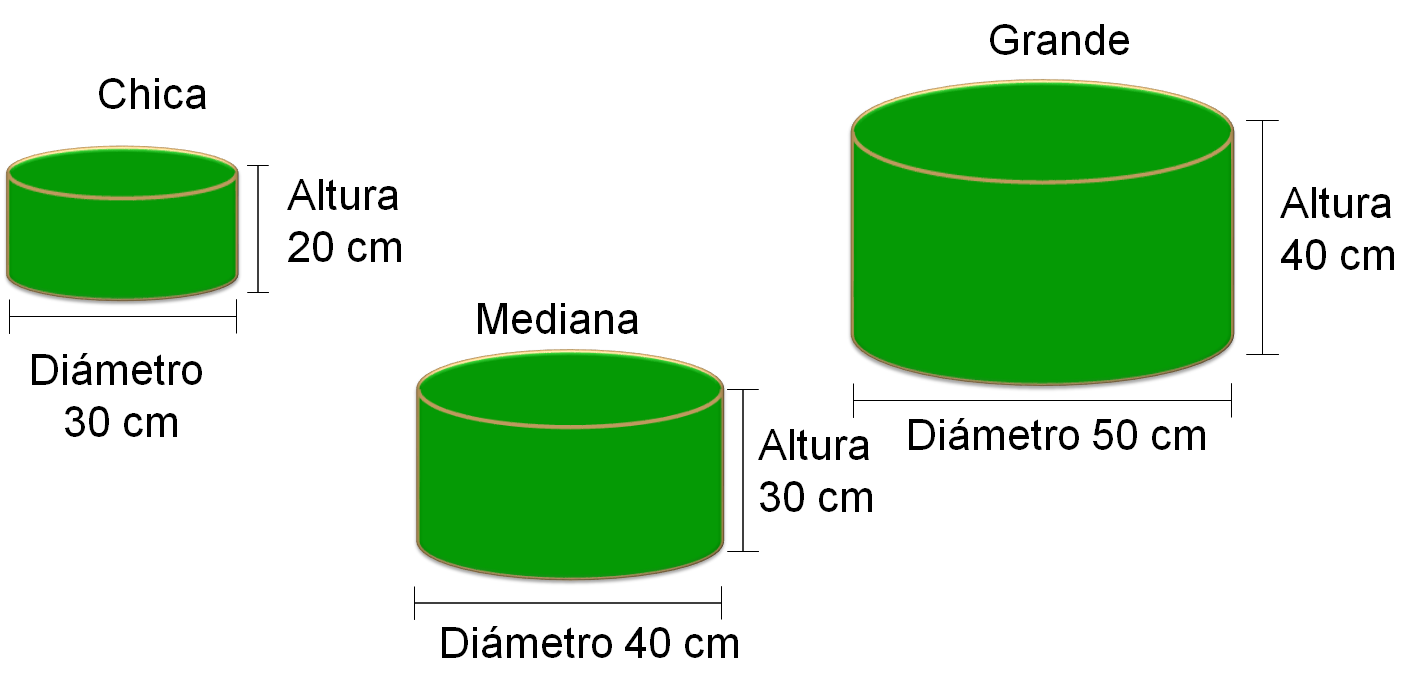 Chica
Altura
20 cm
Diámetro
30 cm
Mediana
Altura
30 cm
Diámetro 40 cm
Grande
Altura
40 cm
Diámetro 50 cm